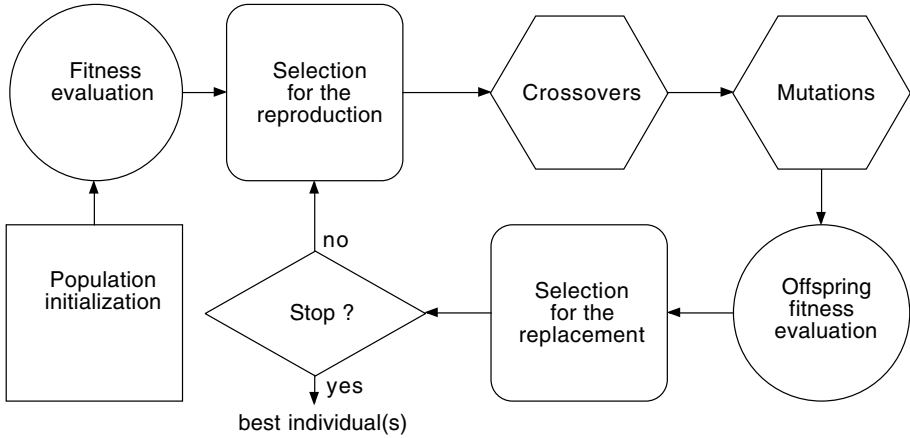 Fitness
evaluation
Selection
for the
reproduction
Crossovers
Mutations
Population
initialization
no
Stop ?
yes
best individual(s)
Selection
for the
replacement
Offspring
fitness
evaluation